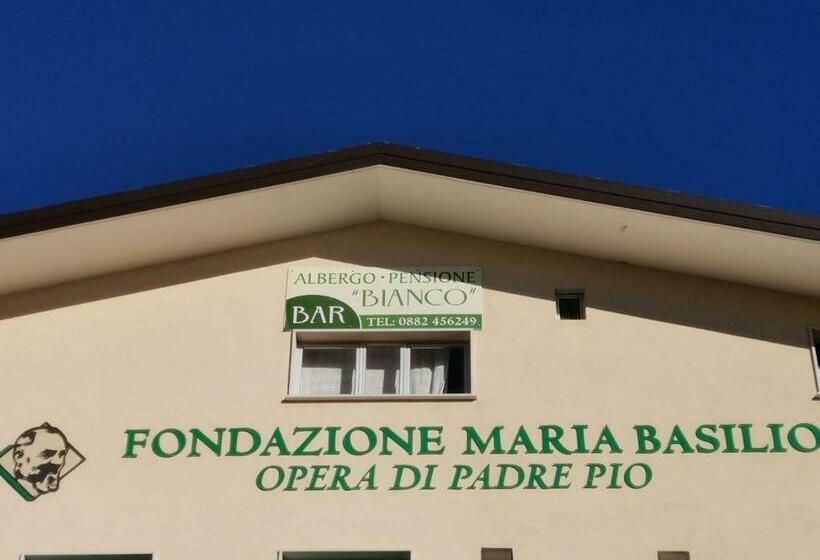 ALBERGO · PENSIONE
"BIANCO"
BAR
TEL: 0882 456249
FONDAZIONE MARIA BASILIO
OPERA DI PADRE PIO